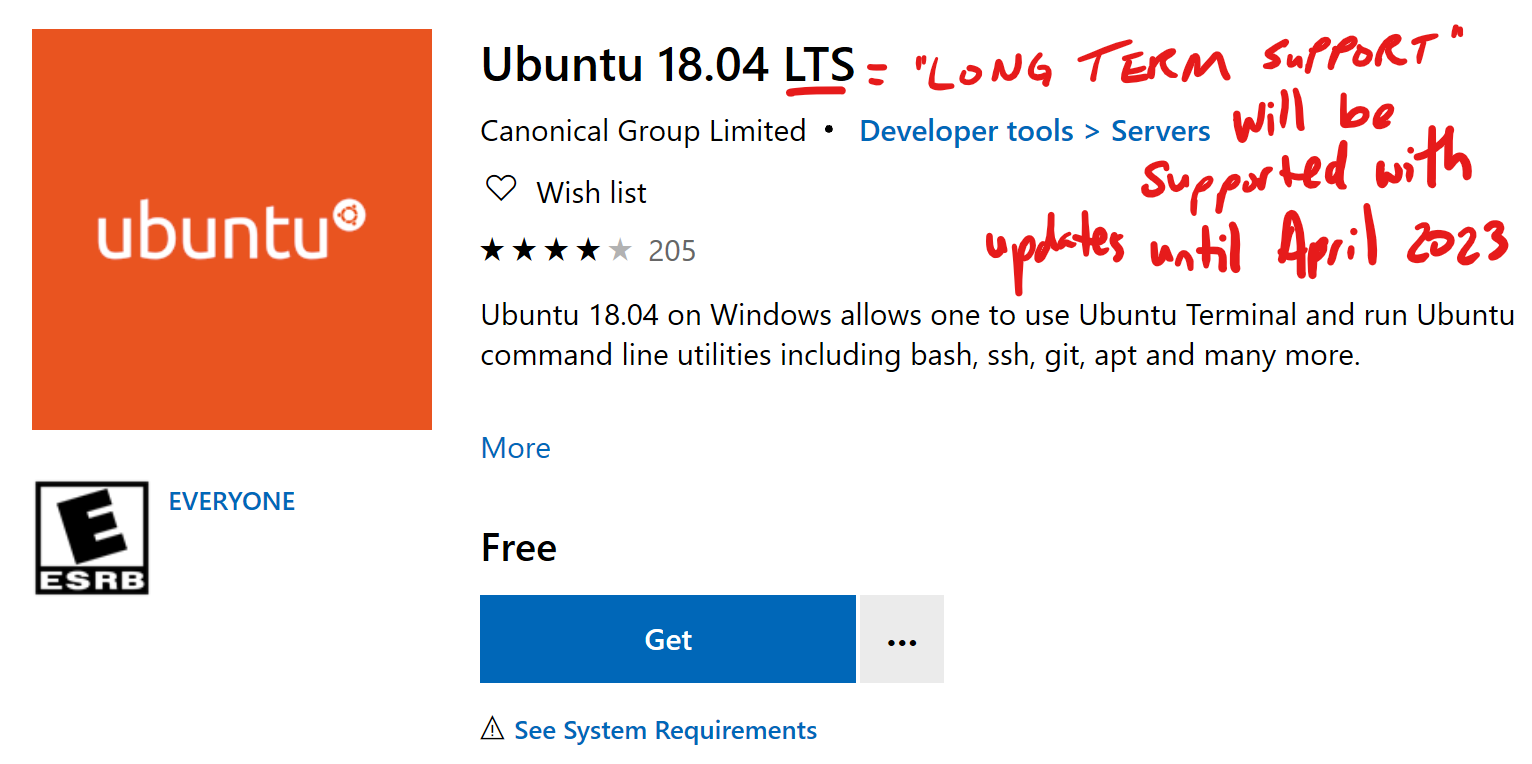 ubuntu
Ubuntu 18.04 LTS = "LONG TERM SUPPORT"
Canonical Group Limited • Developer tools > Servers
will be
supported with
Wish list
updates until April 2023
205
Ubuntu 18.04 on Windows allows one to use Ubuntu Terminal and run Ubuntu
command line utilities including bash, ssh, git, apt and many more.
More
E
ESRB
EVERYONE
Free
Get
...
See System Requirements